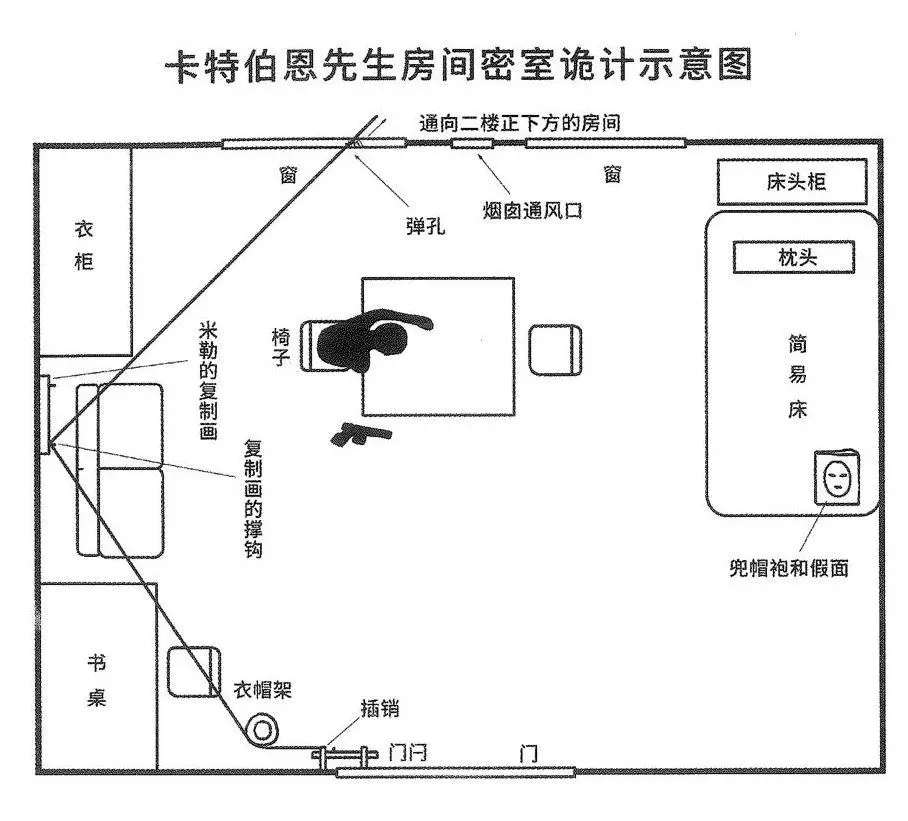 卡特伯恩先生房间密室诡计示意图
通向二楼正下方的房间
窗
窗
弹孔
烟囱通风口
床头柜
衣柜
枕头
椅子
米勒的复制画
简易床
复制画的撑钩
兜帽袍和假面
书桌
衣帽架
插销
门闩
门